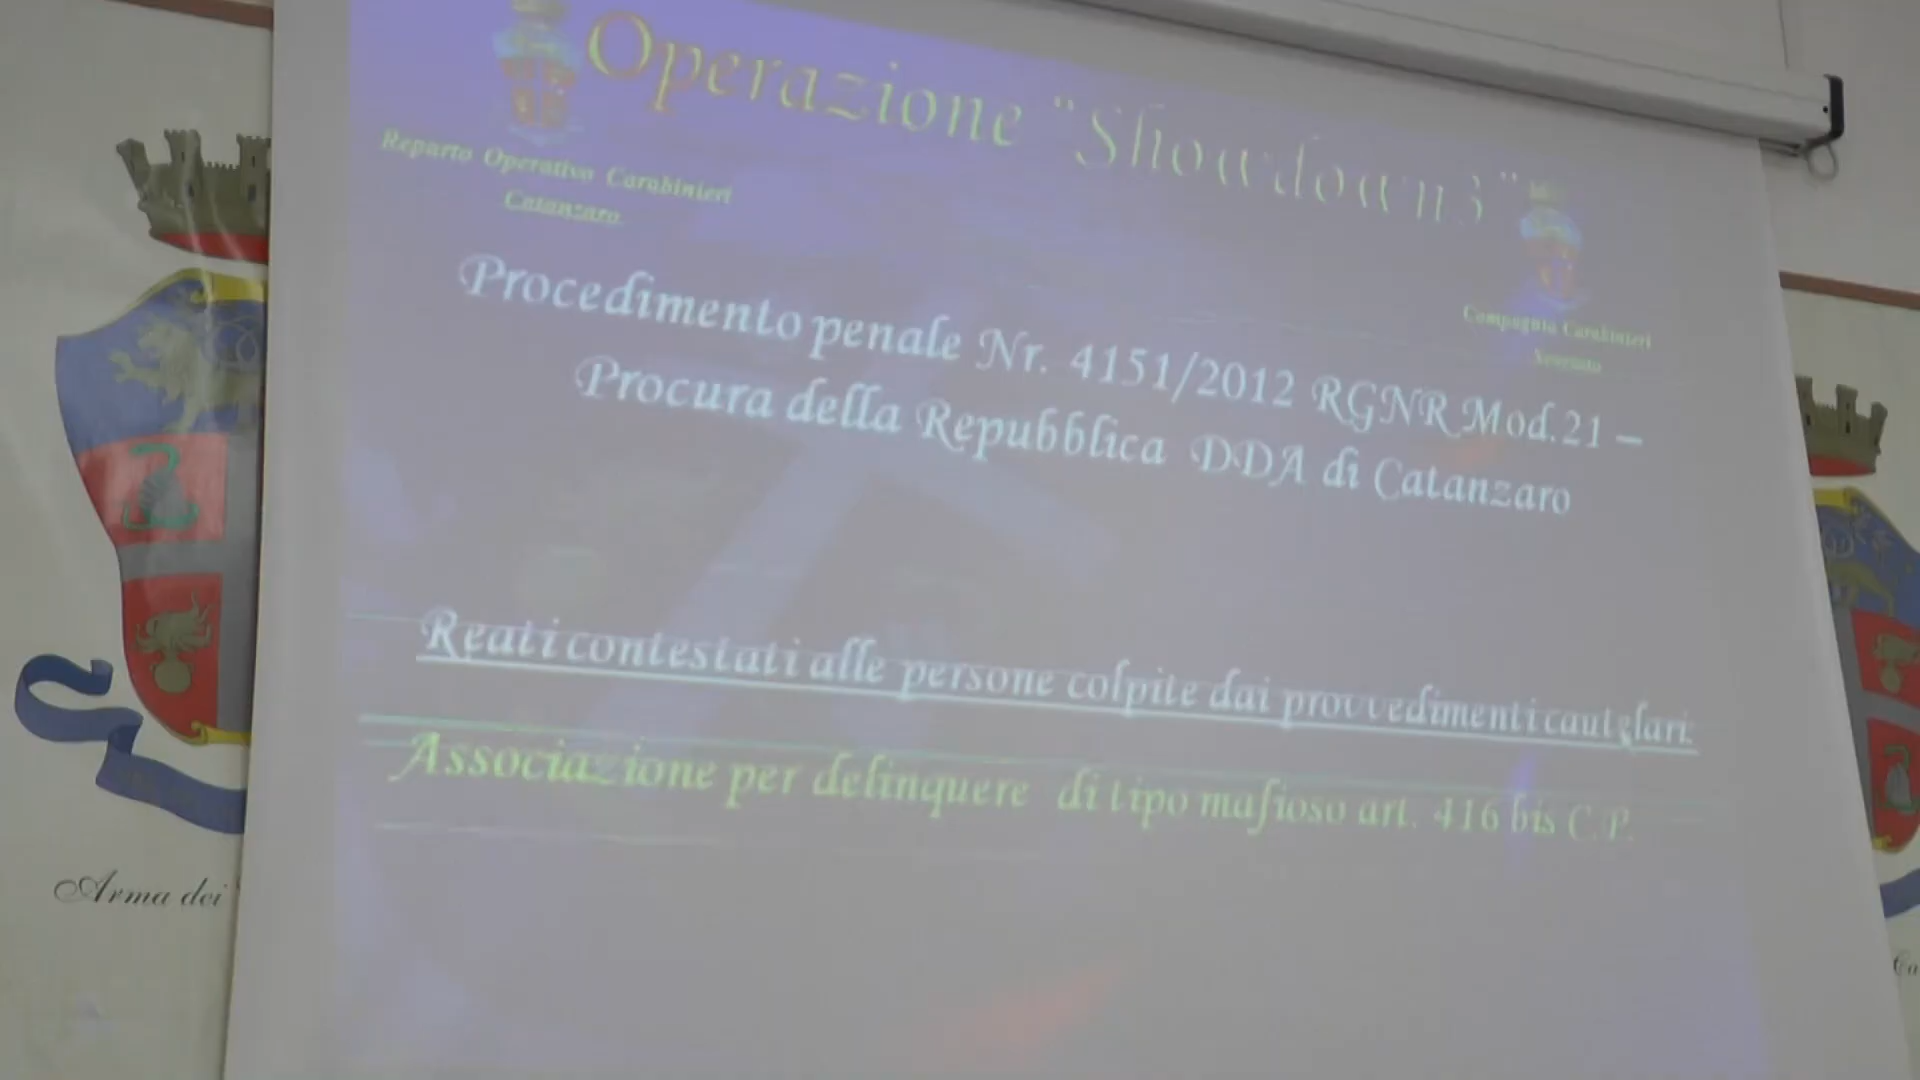 Operazione "Showdown3"
Reparto Operativo Carabinieri
Catanzaro
Compagnia Carabinieri
Soverato
Procedimento penale Nr. 4151/2012 RGNR Mod.21 –
Procura della Repubblica DDA di Catanzaro
Reati contestati alle persone colpite dai provvedimenti cautelari:
Associazione per delinquere di tipo mafioso art. 416 bis C.P.
Arma dei
Ca